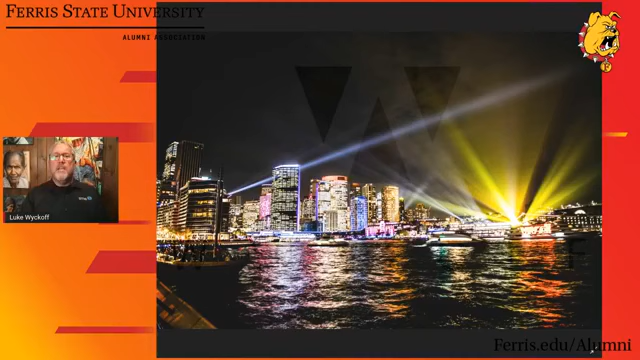 FERRIS STATE UNIVERSITY
ALUMNI ASSOCIATION
Luke Wyckoff
Ferris.edu/Alumni